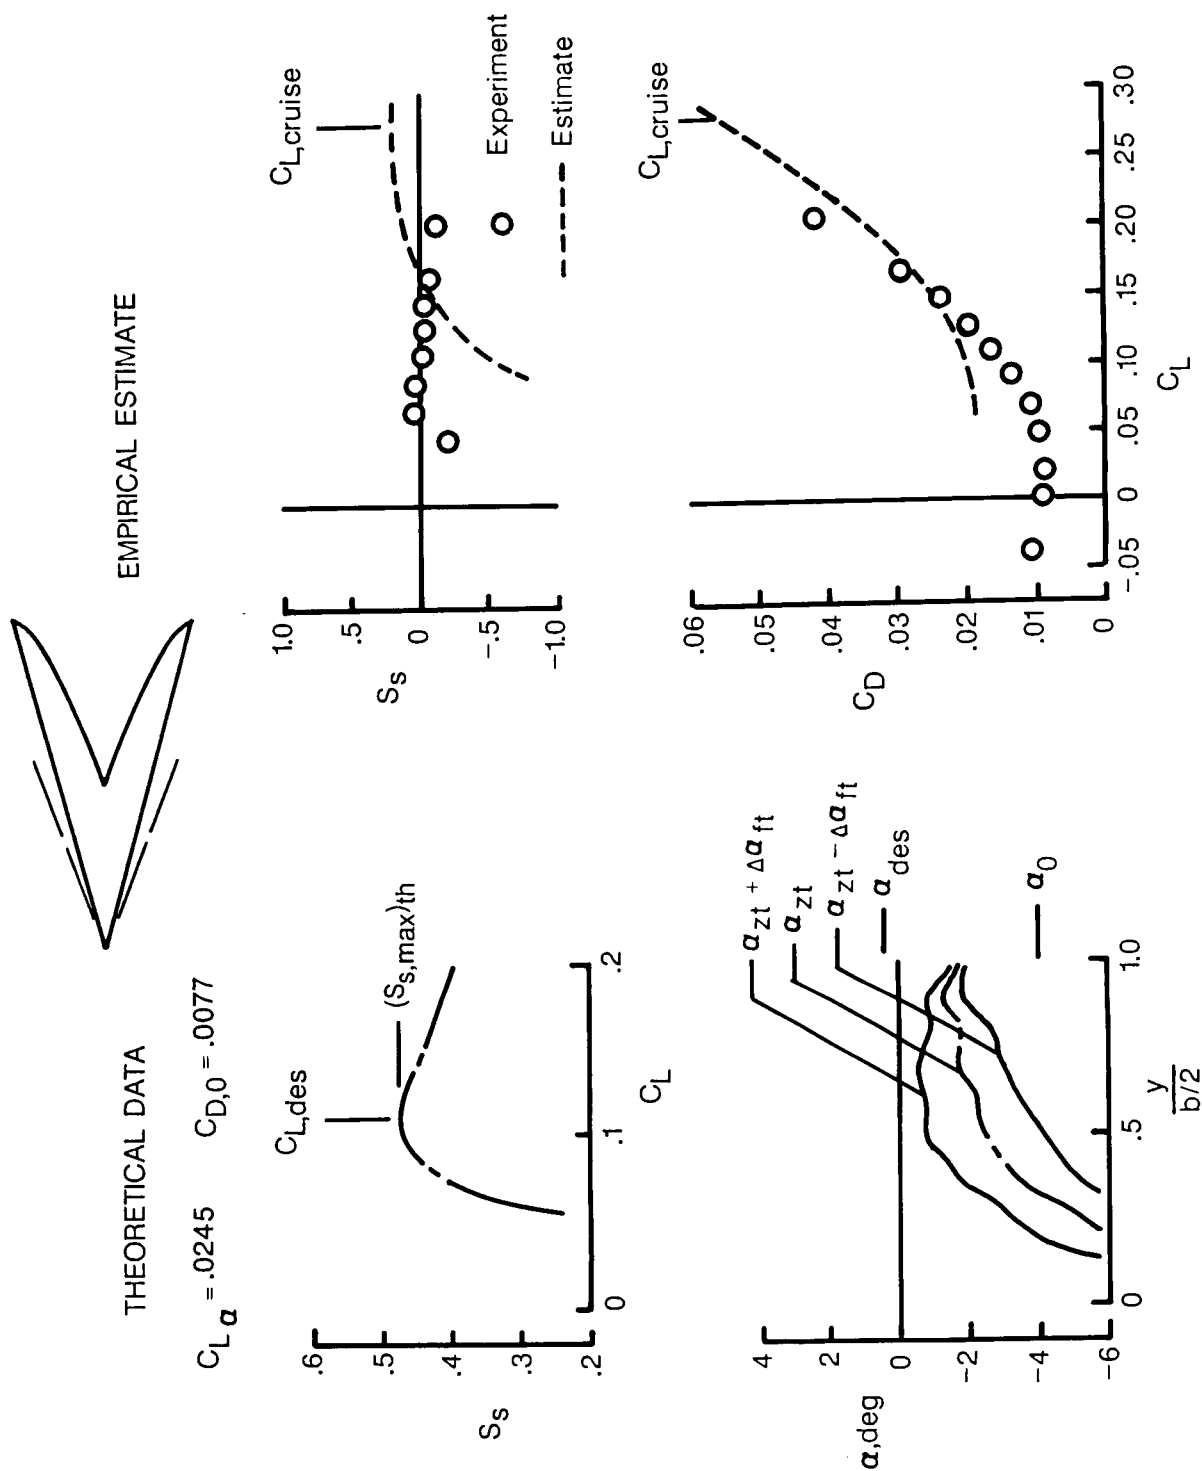 THEORETICAL DATA
C_Lα = .0245 C_D,0 = .0077
EMPIRICAL ESTIMATE
C_L,des
(S_s,max)th
.6
.5
.4
.3
.2
S_s
0
.1
.2
C_L
C_L,cruise
1.0
.5
0
-.5
-1.0
S_s
Experiment
Estimate
α_zt + Δα_ft
α_zt
α_zt - Δα_ft
α_des
α_0
4
2
0
-2
-4
-6
α,deg
0
.5
1.0
y
b/2
C_L,cruise
.06
.05
.04
.03
.02
.01
0
C_D
-.05
0
.05
.10
.15
.20
.25
.30
C_L